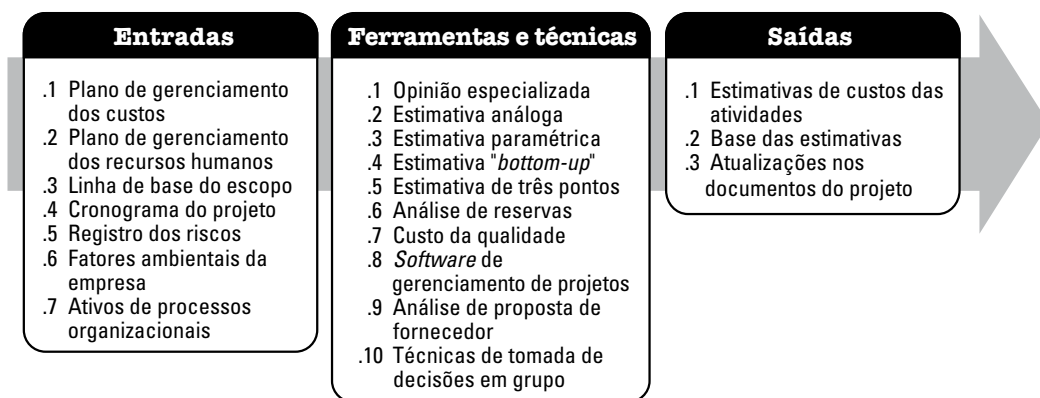 Entradas
.1 Plano de gerenciamento
dos custos
.2 Plano de gerenciamento
dos recursos humanos
.3 Linha de base do escopo
.4 Cronograma do projeto
.5 Registro dos riscos
.6 Fatores ambientais da
empresa
.7 Ativos de processos
organizacionais
Ferramentas e técnicas
.1 Opinião especializada
.2 Estimativa análoga
.3 Estimativa paramétrica
.4 Estimativa "bottom-up"
.5 Estimativa de três pontos
.6 Análise de reservas
.7 Custo da qualidade
.8 Software de
gerenciamento de projetos
.9 Análise de proposta de
fornecedor
.10 Técnicas de tomada de
decisões em grupo
Saídas
.1 Estimativas de custos das
atividades
.2 Base das estimativas
.3 Atualizações nos
documentos do projeto